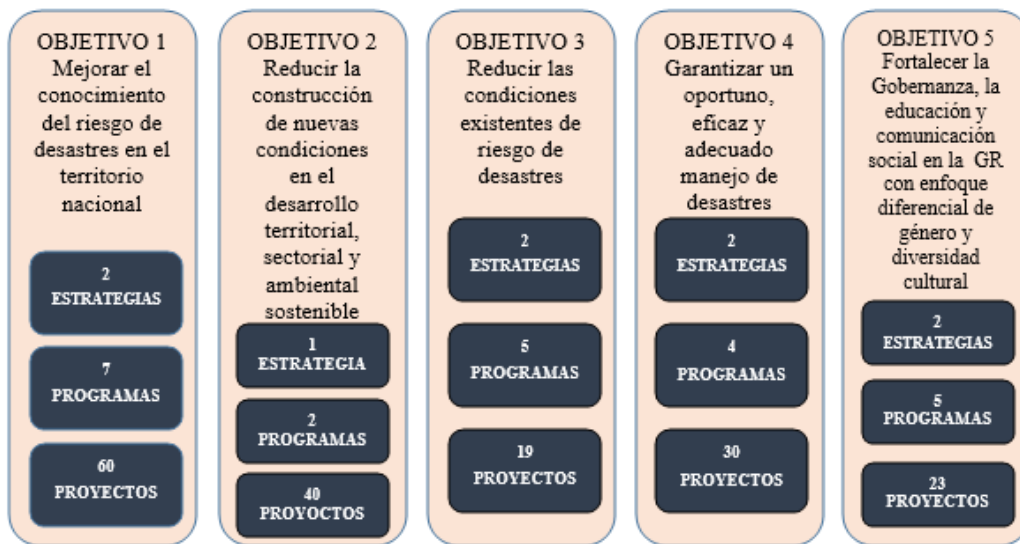 OBJETIVO 1
Mejorar el
conocimiento
del riesgo de
desastres en el
territorio
nacional
2
ESTRATEGIAS
7
PROGRAMAS
60
PROYECTOS
OBJETIVO 2
Reducir la
construcción
de nuevas
condiciones
en el
desarrollo
territorial,
sectorial y
ambiental
sostenible
1
ESTRATEGIA
2
PROGRAMAS
40
PROYOCTOS
OBJETIVO 3
Reducir las
condiciones
existentes de
riesgo de
desastres
2
ESTRATEGIAS
5
PROGRAMAS
19
PROYECTOS
OBJETIVO 4
Garantizar un
oportuno,
eficaz y
adecuado
manejo de
desastres
2
ESTRATEGIAS
4
PROGRAMAS
30
PROYECTOS
OBJETIVO 5
Fortalecer la
Gobernanza, la
educación y
comunicación
social en la GR
con enfoque
diferencial de
género y
diversidad
cultural
2
ESTRATEGIAS
5
PROGRAMAS
23
PROYECTOS